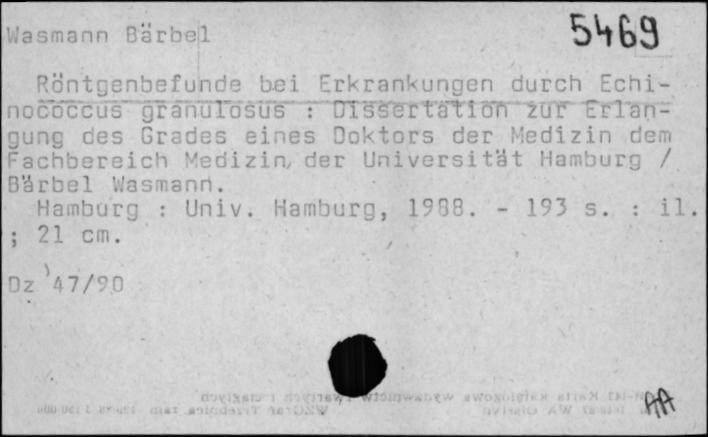 Wasmann Bärbel
5469
Röntgenbefunde bei Erkrankungen durch Echi-
nococcus granulosus : Dissertation zur Erlan-
gung des Grades eines Doktors der Medizin dem
Fachbereich Medizin, der Universität Hamburg /
Bärbel Wasmann.
Hamburg : Univ. Hamburg, 1988. - 193 s. : il.
; 21 cm.
Dz 47/90
AA